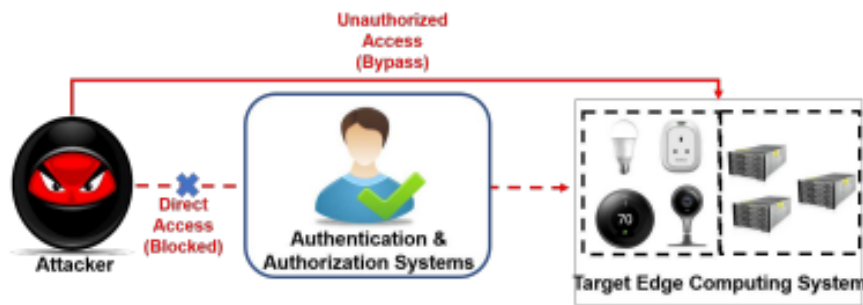 Unauthorized
Access
(Bypass)
Direct
Access
(Blocked)
Attacker
Authentication &
Authorization Systems
70
Target Edge Computing System